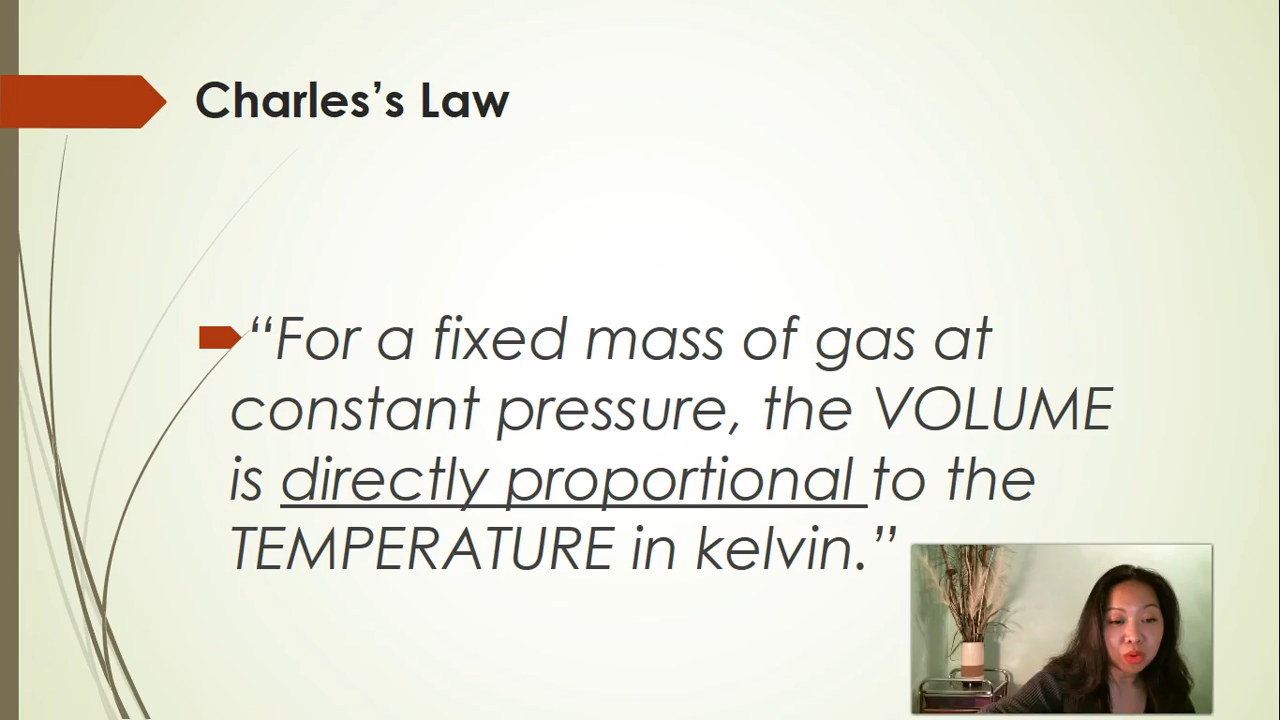 Charles’s Law
“For a fixed mass of gas at
constant pressure, the VOLUME
is directly proportional to the
TEMPERATURE in kelvin.”